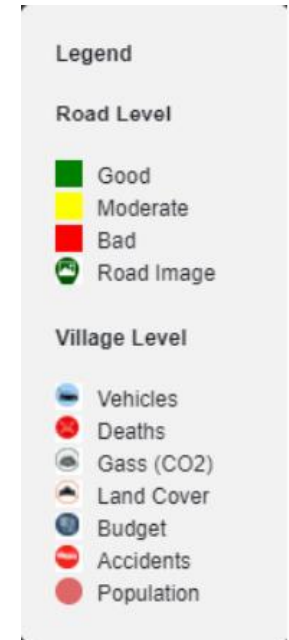 Legend
Road Level
Good
Moderate
Bad
Road Image
Village Level
Vehicles
Deaths
Gass (CO2)
Land Cover
Budget
Accidents
Population